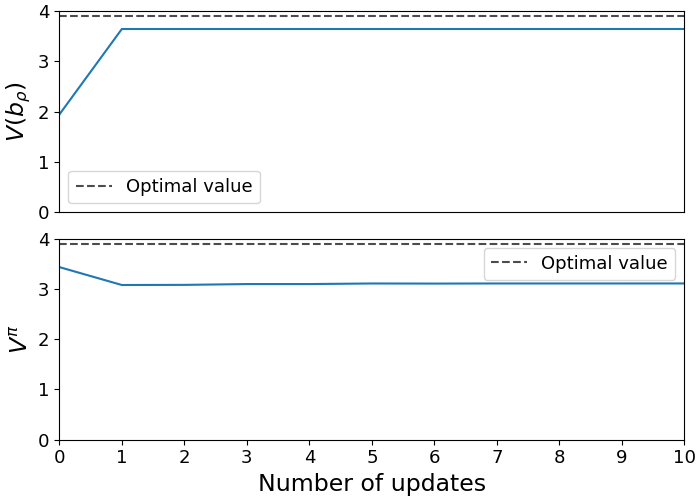 4
3
2
1
0
V(b_ρ)
Optimal value
4
3
2
1
0
V^π
Optimal value
0 1 2 3 4 5 6 7 8 9 10
Number of updates